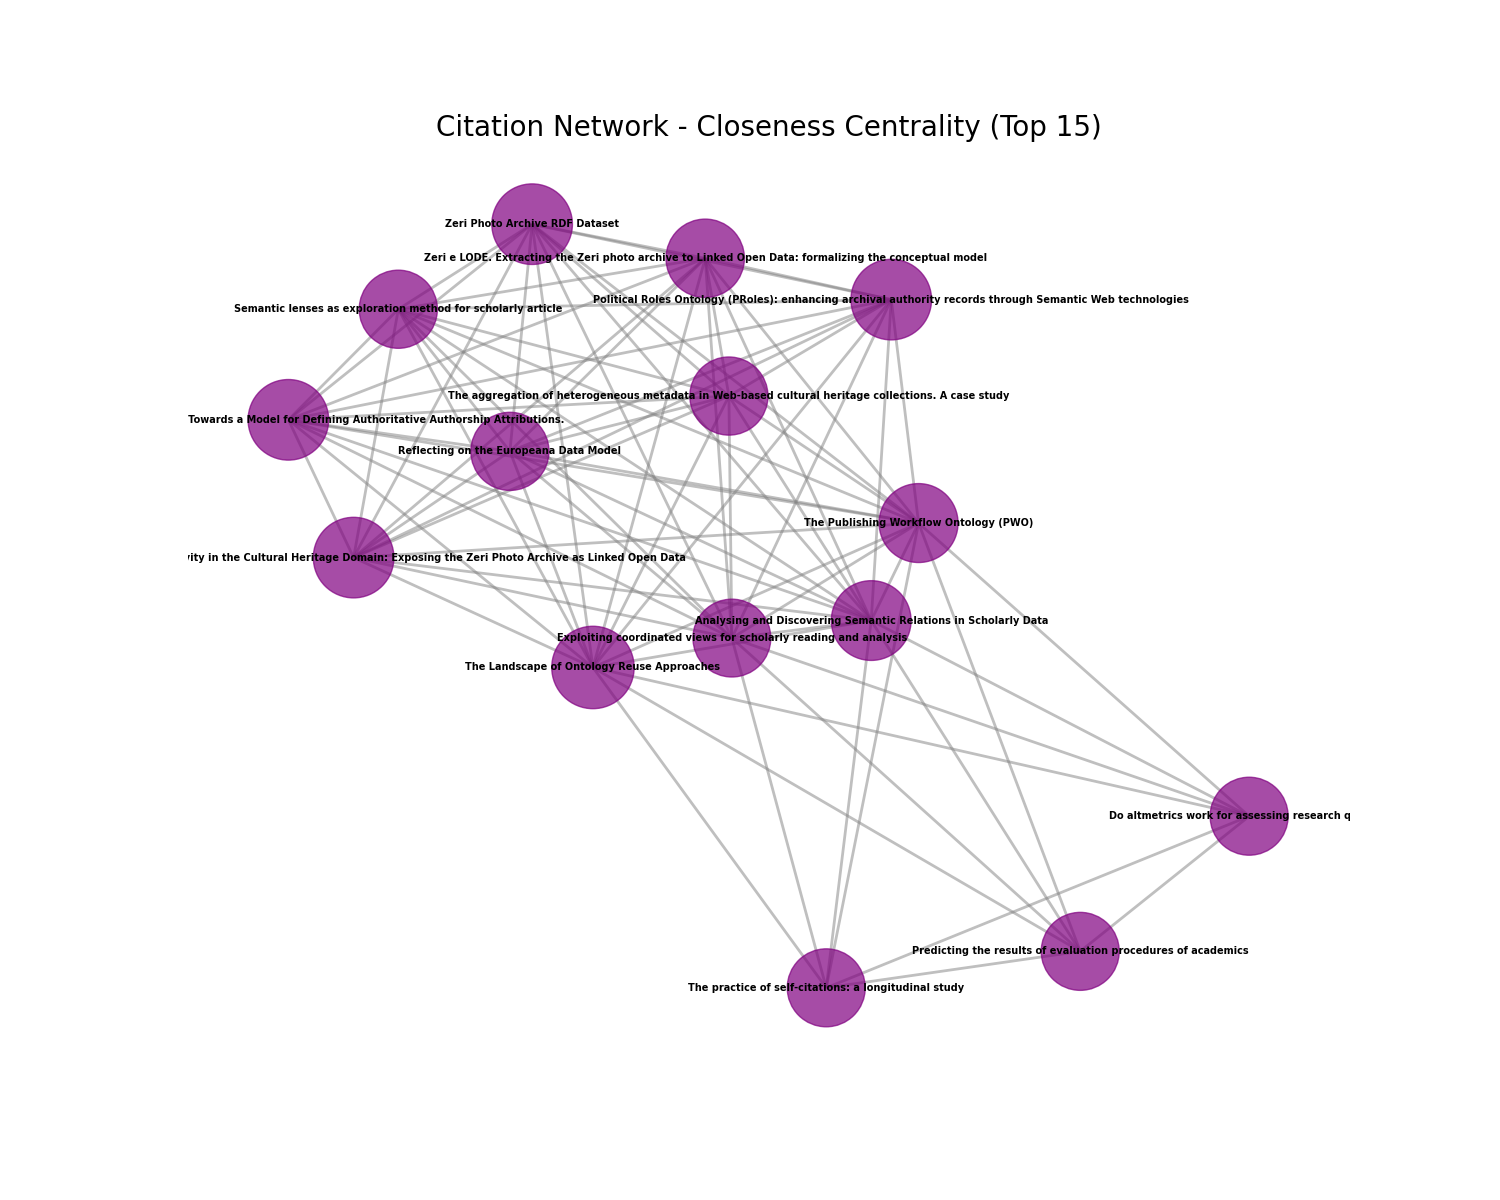 Citation Network - Closeness Centrality (Top 15)
Zeri Photo Archive RDF Dataset
Zeri e LODE. Extracting the Zeri photo archive to Linked Open Data: formalizing the conceptual model
Political Roles Ontology (PRoles): enhancing archival authority records through Semantic Web technologies
Semantic lenses as exploration method for scholarly article
The aggregation of heterogeneous metadata in Web-based cultural heritage collections. A case study
Towards a Model for Defining Authoritative Authorship Attributions.
Reflecting on the Europeana Data Model
The Publishing Workflow Ontology (PWO)
ity in the Cultural Heritage Domain: Exposing the Zeri Photo Archive as Linked Open Data
Analysing and Discovering Semantic Relations in Scholarly Data
Exploiting coordinated views for scholarly reading and analysis
The Landscape of Ontology Reuse Approaches
Do altmetrics work for assessing research q
Predicting the results of evaluation procedures of academics
The practice of self-citations: a longitudinal study